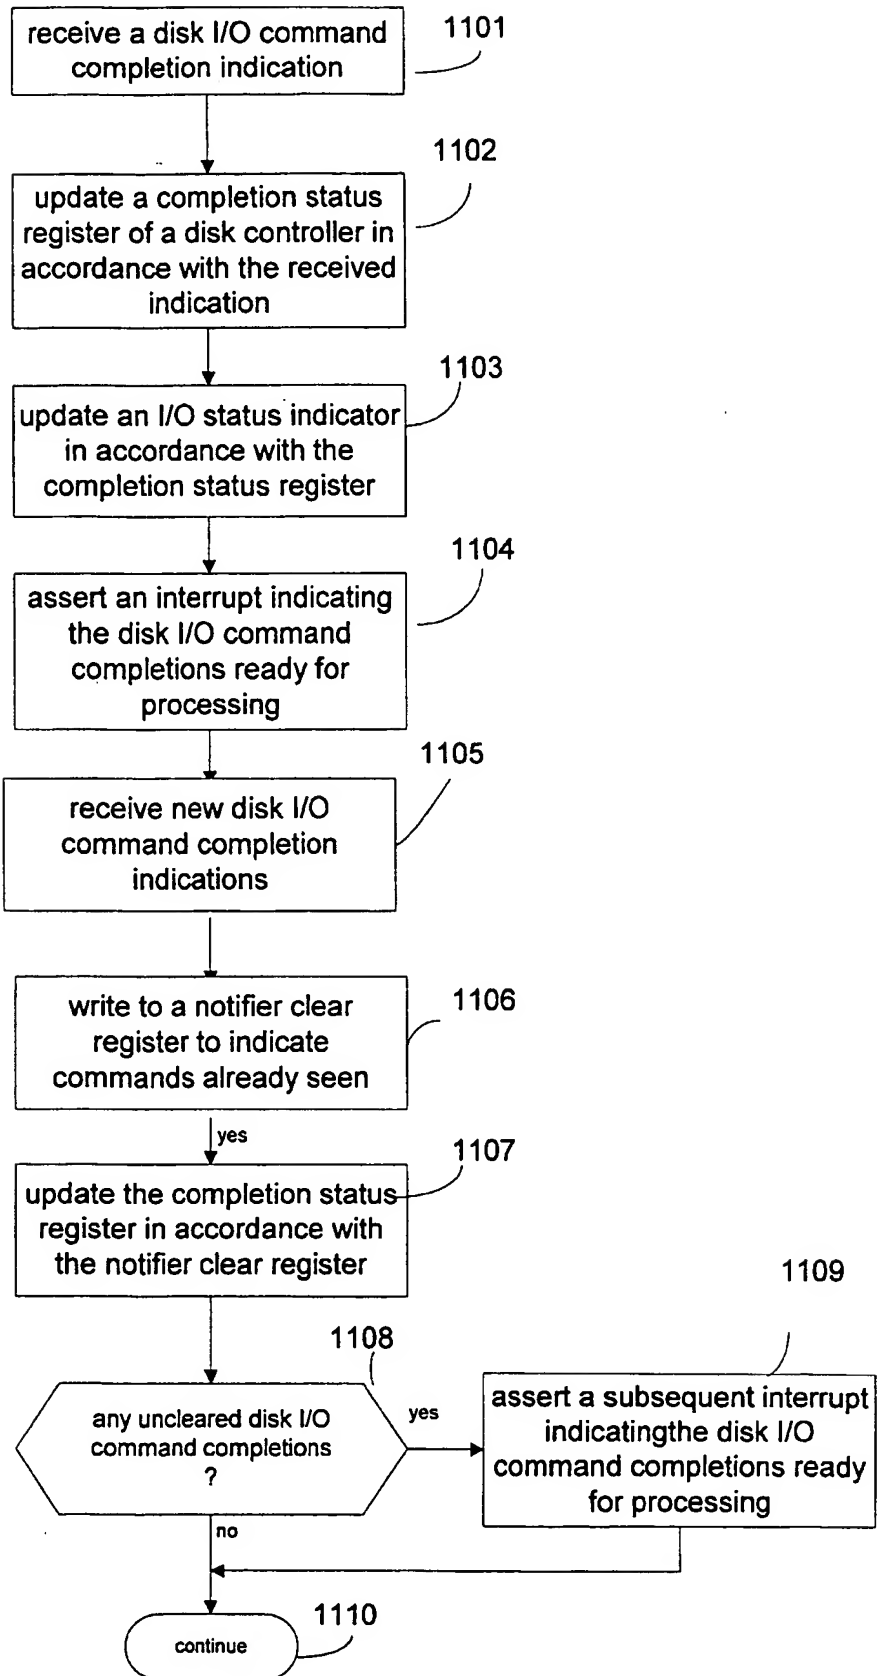 receive a disk I/O command
completion indication
1101
1102
update a completion status
register of a disk controller in
accordance with the received
indication
1103
update an I/O status indicator
in accordance with the
completion status register
1104
assert an interrupt indicating
the disk I/O command
completions ready for
processing
1105
receive new disk I/O
command completion
indications
1106
write to a notifier clear
register to indicate
commands already seen
yes
1107
update the completion status
register in accordance with
the notifier clear register
1109
1108
any uncleared disk I/O
command completions
?
yes
assert a subsequent interrupt
indicatingthe disk I/O
command completions ready
for processing
no
1110
continue